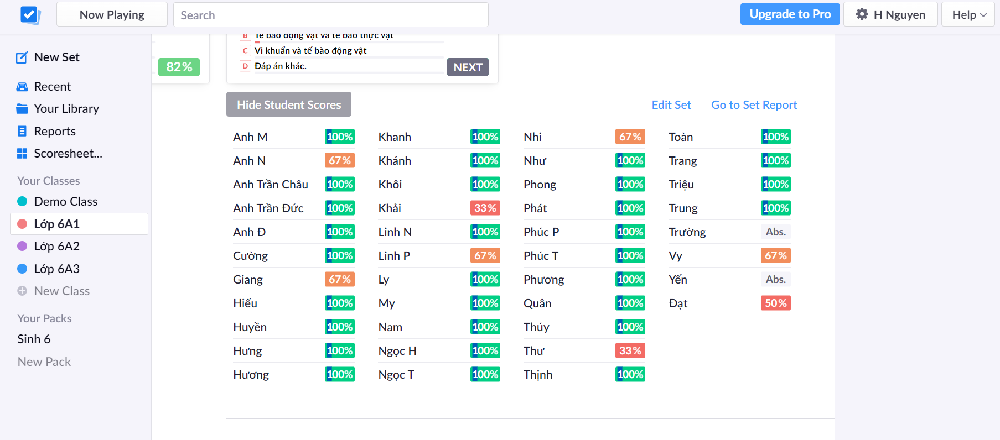 Now Playing
Search
Upgrade to Pro
H Nguyen
Help
New Set
Recent
Your Library
Reports
Scoresheet...
Your Classes
Demo Class
Lớp 6A1
Lớp 6A2
Lớp 6A3
New Class
Your Packs
Sinh 6
New Pack
82%
B Tế bào động vật và tế bào thực vật
C Vi khuẩn và tế bào động vật
D Đáp án khác.
NEXT
Hide Student Scores
Edit Set
Go to Set Report
Anh M 100%
Anh N 67%
Anh Trần Châu 100%
Anh Trần Đức 100%
Anh Đ 100%
Cường 100%
Giang 67%
Hiếu 100%
Huyền 100%
Hưng 100%
Hương 100%
Khanh 100%
Khánh 100%
Khôi 100%
Khải 33%
Linh N 100%
Linh P 67%
Ly 100%
My 100%
Nam 100%
Ngọc H 100%
Ngọc T 100%
Nhi 67%
Như 100%
Phong 100%
Phát 100%
Phúc P 100%
Phúc T 100%
Phương 100%
Quân 100%
Thúy 100%
Thư 33%
Thịnh 100%
Toàn 100%
Trang 100%
Triệu 100%
Trung 100%
Trường Abs.
Vy 67%
Yến Abs.
Đạt 50%